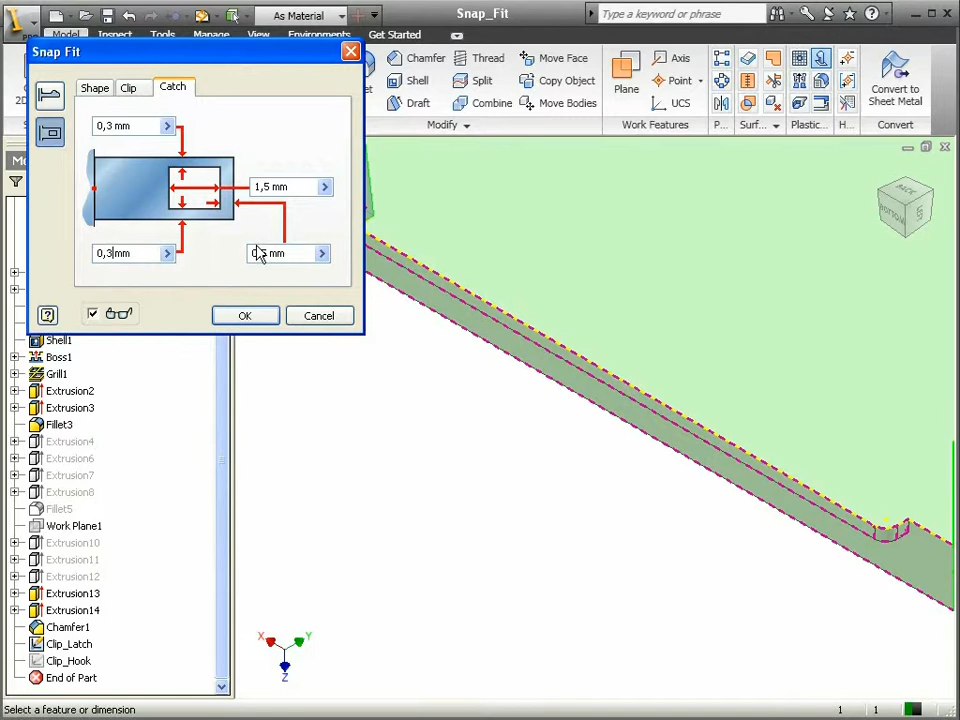 As Material
Snap_Fit
Type a keyword or phrase
Model
Inspect
Tools
Manage
View
Environments
Get Started
Chamfer
Thread
Move Face
Shell
Split
Copy Object
Draft
Combine
Move Bodies
Modify
Plane
Axis
Point
UCS
Work Features
P...
Surf...
Plastic...
H...
Convert to
Sheet Metal
Convert
Snap Fit
Shape
Clip
Catch
0,3 mm
1,5 mm
0,3 mm
mm
OK
Cancel
Shell1
Boss1
Grill1
Extrusion2
Extrusion3
Fillet3
Extrusion4
Extrusion6
Extrusion7
Extrusion8
Fillet5
Work Plane1
Extrusion10
Extrusion11
Extrusion12
Extrusion13
Extrusion14
Chamfer1
Clip_Latch
Clip_Hook
End of Part
BACK
BOTTOM
X
Y
Z
Select a feature or dimension
1
1